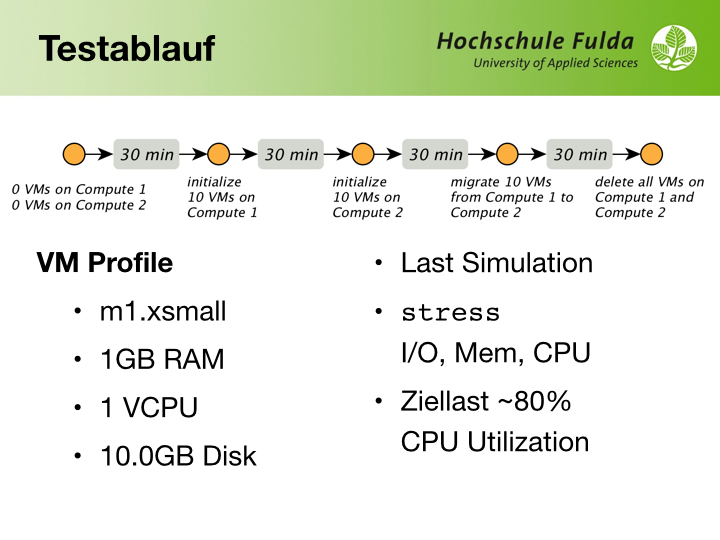 Testablauf
Hochschule Fulda
University of Applied Sciences
30 min
30 min
30 min
30 min
0 VMs on Compute 1
0 VMs on Compute 2
initialize
10 VMs on
Compute 1
initialize
10 VMs on
Compute 2
migrate 10 VMs
from Compute 1 to
Compute 2
delete all VMs on
Compute 1 and
Compute 2
VM Profile
• m1.xsmall
• 1GB RAM
• 1 VCPU
• 10.0GB Disk
• Last Simulation
• stress
I/O, Mem, CPU
• Ziellast ~80%
CPU Utilization